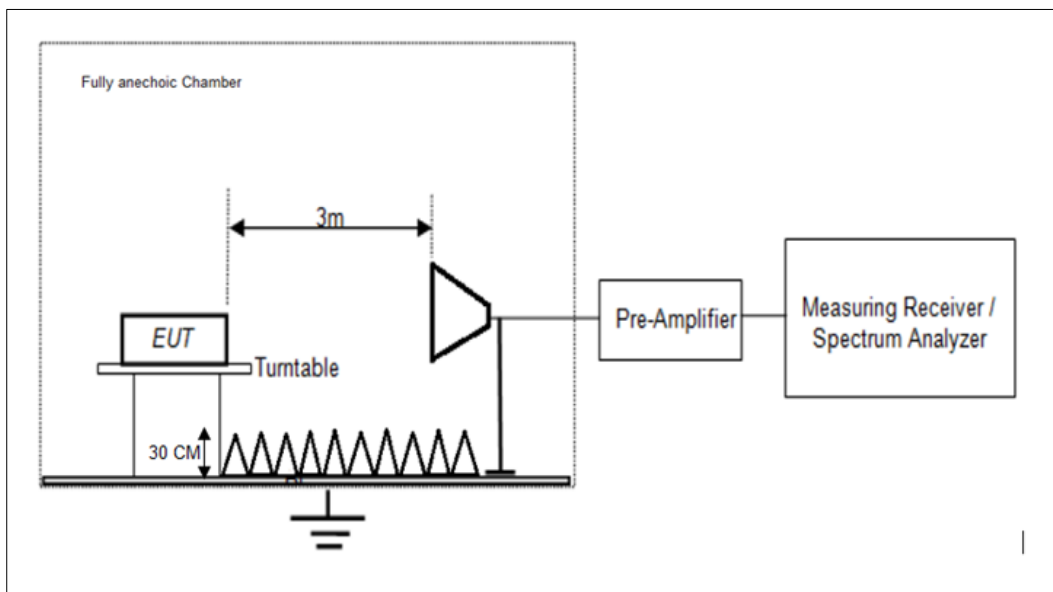 Fully anechoic Chamber
3m
EUT
Turntable
30 CM
Pre-Amplifier
Measuring Receiver /
Spectrum Analyzer